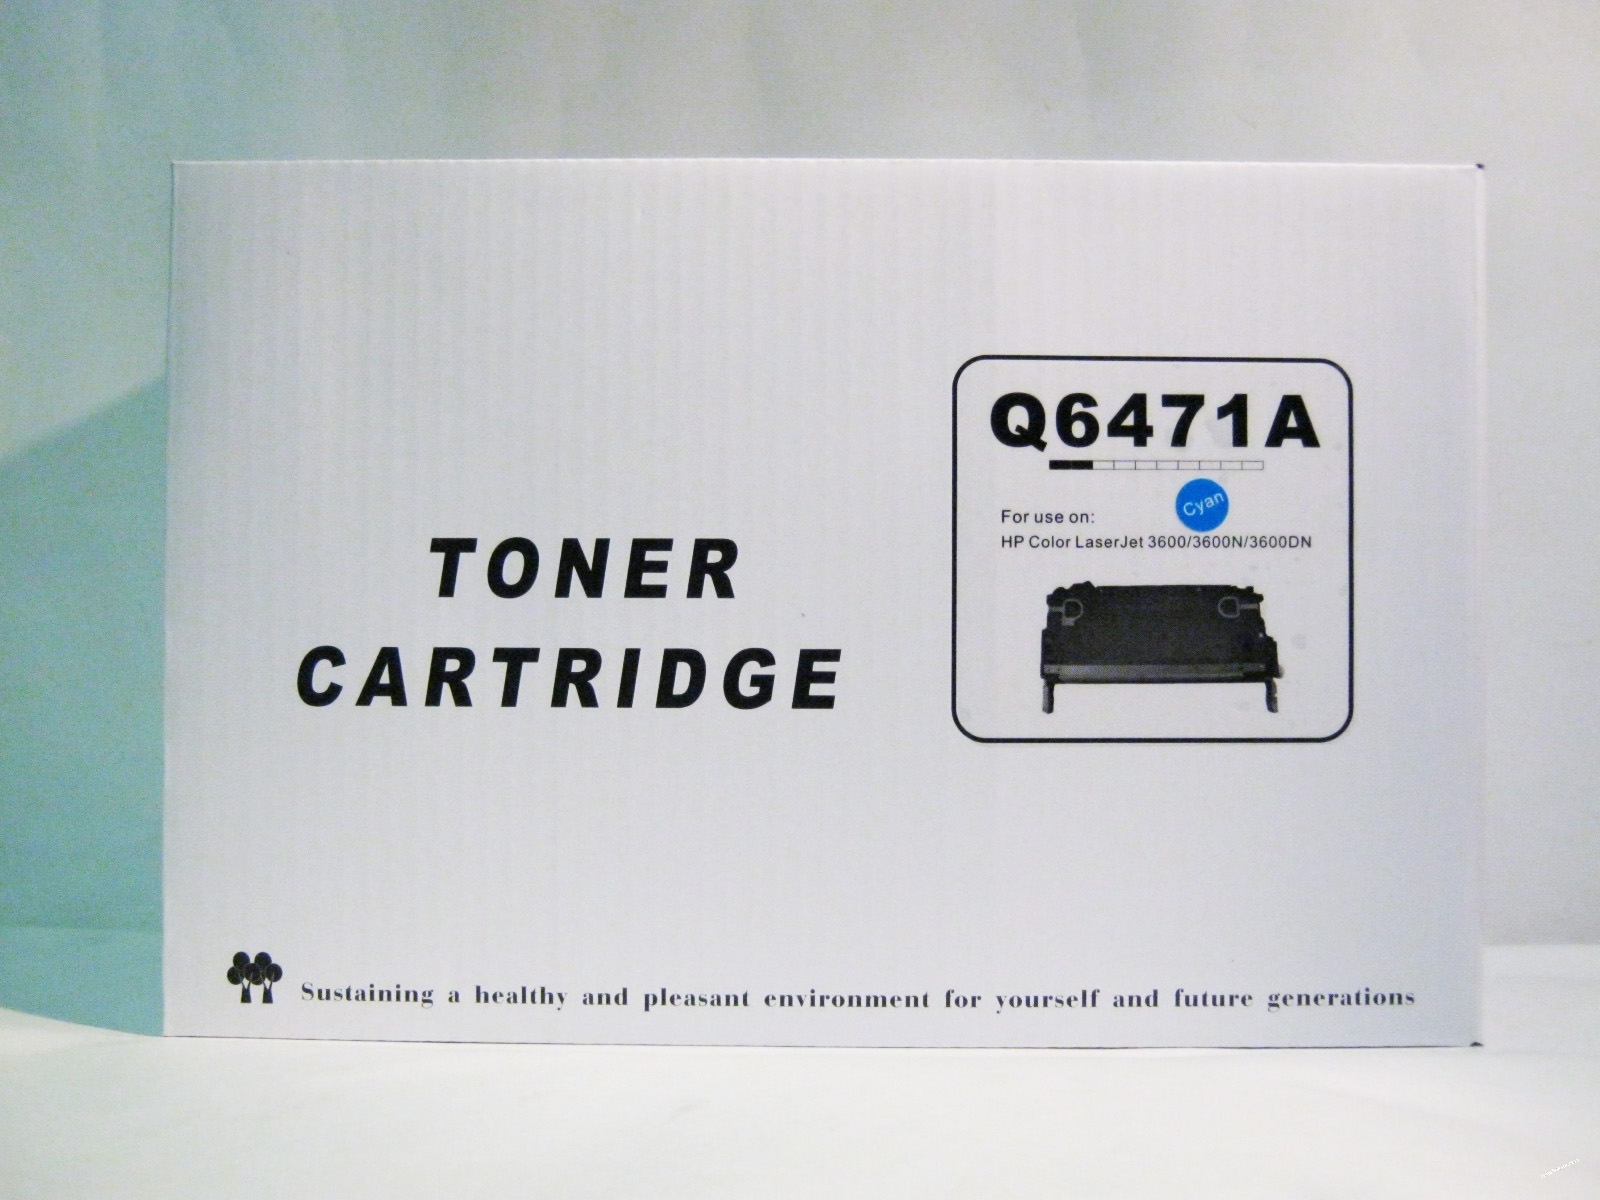 Q6471A
Cyan
For use on:
HP Color LaserJet 3600/3600N/3600DN
TONER
CARTRIDGE
Sustaining a healthy and pleasant environment for yourself and future generations